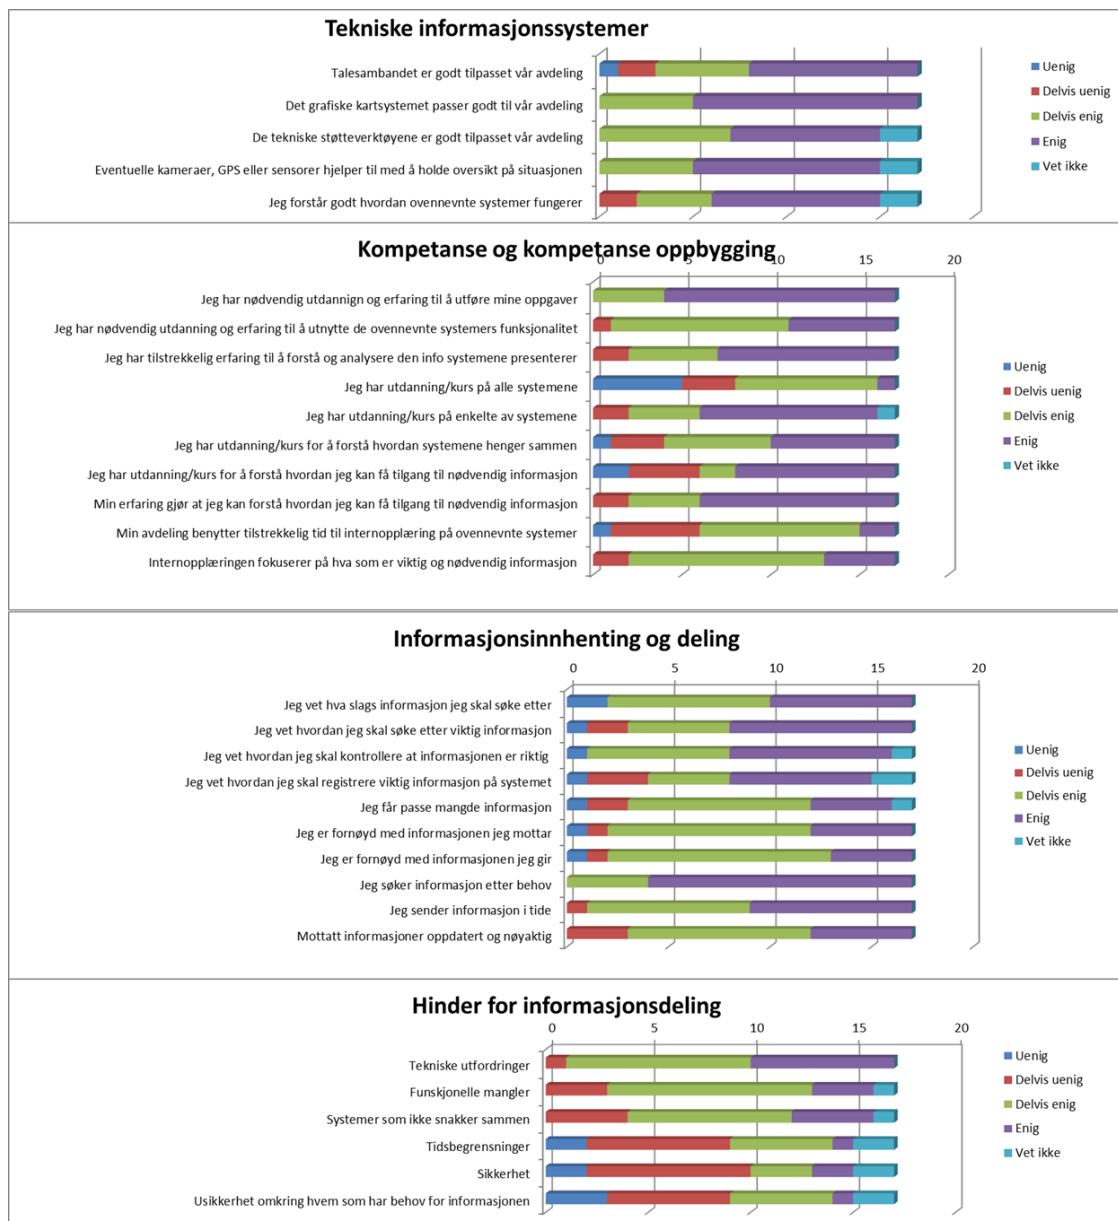 Tekniske informasjonssystemer
Talesambandet er godt tilpasset vår avdeling
Det grafiske kartsystemet passer godt til vår avdeling
De tekniske støtteverktøyene er godt tilpasset vår avdeling
Eventuelle kameraer, GPS eller sensorer hjelper til med å holde oversikt på situasjonen
Jeg forstår godt hvordan ovennevnte systemer fungerer
Uenig
Delvis uenig
Delvis enig
Enig
Vet ikke
Kompetanse og kompetanse oppbygging
0 5 10 15 20
Jeg har nødvendig utdannign og erfaring til å utføre mine oppgaver
Jeg har nødvendig utdanning og erfaring til å utnytte de ovennevnte systemers funksjonalitet
Jeg har tilstrekkelig erfaring til å forstå og analysere den info systemene presenterer
Jeg har utdanning/kurs på alle systemene
Jeg har utdanning/kurs på enkelte av systemene
Jeg har utdanning/kurs for å forstå hvordan systemene henger sammen
Jeg har utdanning/kurs for å forstå hvordan jeg kan få tilgang til nødvendig informasjon
Min erfaring gjør at jeg kan forstå hvordan jeg kan få tilgang til nødvendig informasjon
Min avdeling benytter tilstrekkelig tid til internopplæring på ovennevnte systemer
Internopplæringen fokuserer på hva som er viktig og nødvendig informasjon
Uenig
Delvis uenig
Delvis enig
Enig
Vet ikke
Informasjonsinnhenting og deling
0 5 10 15 20
Jeg vet hva slags informasjon jeg skal søke etter
Jeg vet hvordan jeg skal søke etter viktig informasjon
Jeg vet hvordan jeg skal kontrollere at informasjonen er riktig
Jeg vet hvordan jeg skal registrere viktig informasjon på systemet
Jeg får passe mangde informasjon
Jeg er fornøyd med informasjonen jeg mottar
Jeg er fornøyd med informasjonen jeg gir
Jeg søker informasjon etter behov
Jeg sender informasjon i tide
Mottatt informasjoner oppdatert og nøyaktig
Uenig
Delvis uenig
Delvis enig
Enig
Vet ikke
Hinder for informasjonsdeling
0 5 10 15 20
Tekniske utfordringer
Funskjonelle mangler
Systemer som ikke snakker sammen
Tidsbegrensninger
Sikkerhet
Usikkerhet omkring hvem som har behov for informasjonen
Uenig
Delvis uenig
Delvis enig
Enig
Vet ikke